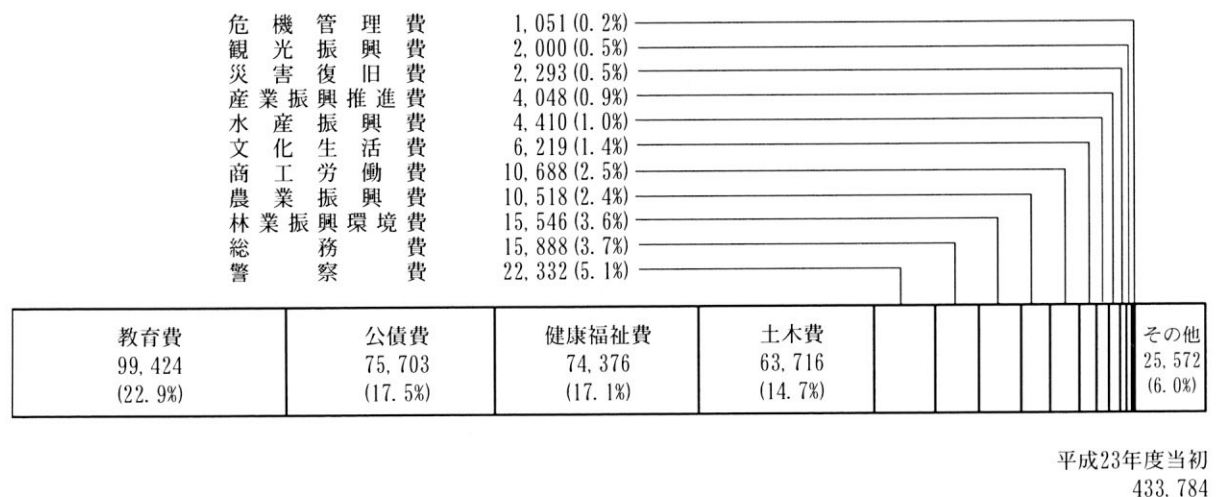 危機管理費 1,051(0.2%)
観光振興費 2,000(0.5%)
災害復旧費 2,293(0.5%)
産業振興推進費 4,048(0.9%)
水産振興費 4,410(1.0%)
文化生活費 6,219(1.4%)
商工労働費 10,688(2.5%)
農業振興費 10,518(2.4%)
林業振興環境費 15,546(3.6%)
総務費 15,888(3.7%)
警察費 22,332(5.1%)
教育費 公債費 健康福祉費 土木費 その他
99,424 75,703 74,376 63,716 25,572
(22.9%) (17.5%) (17.1%) (14.7%) (6.0%)
平成23年度当初
433,784